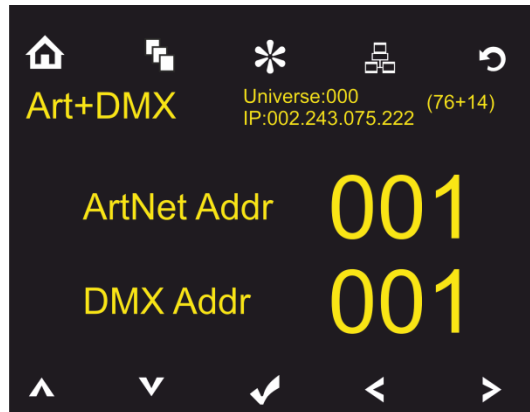 Art+DMX
Universe:000
IP:002.243.075.222
(76+14)
ArtNet Addr 001
DMX Addr 001